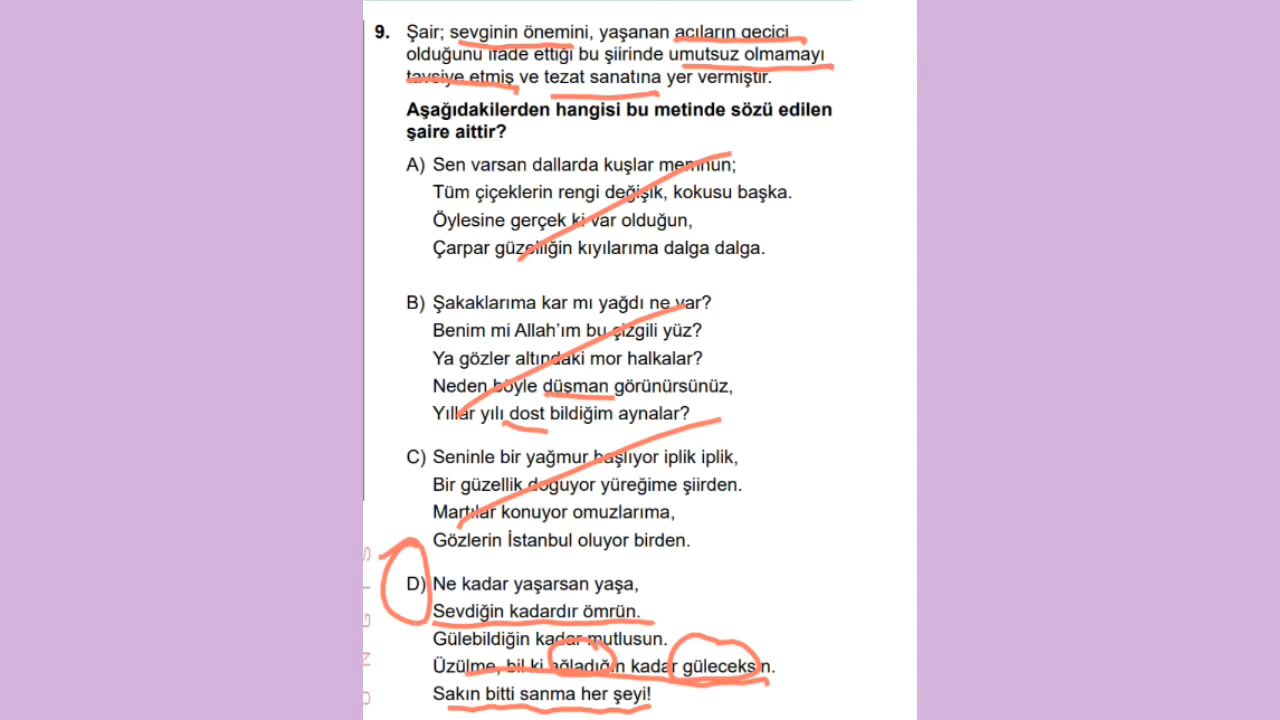 9. Şair; sevginin önemini, yaşanan acıların geçici
olduğunu ifade ettiği bu şiirinde umutsuz olmamayı
tavsiye etmiş ve tezat sanatına yer vermiştir.
Aşağıdakilerden hangisi bu metinde sözü edilen
şaire aittir?
A) Sen varsan dallarda kuşlar memnun;
Tüm çiçeklerin rengi değişik, kokusu başka.
Öylesine gerçek ki var olduğun,
Çarpar güzelliğin kıyılarıma dalga dalga.
B) Şakaklarıma kar mı yağdı ne var?
Benim mi Allah'ım bu çizgili yüz?
Ya gözler altındaki mor halkalar?
Neden böyle düşman görünürsünüz,
Yıllar yılı dost bildiğim aynalar?
C) Seninle bir yağmur başlıyor iplik iplik,
Bir güzellik doğuyor yüreğime şiirden.
Martılar konuyor omuzlarıma,
Gözlerin İstanbul oluyor birden.
D) Ne kadar yaşarsan yaşa,
Sevdiğin kadardır ömrün.
Gülebildiğin kadar mutlusun.
Üzülme, bil ki ağladığın kadar güleceksin.
Sakın bitti sanma her şeyi!